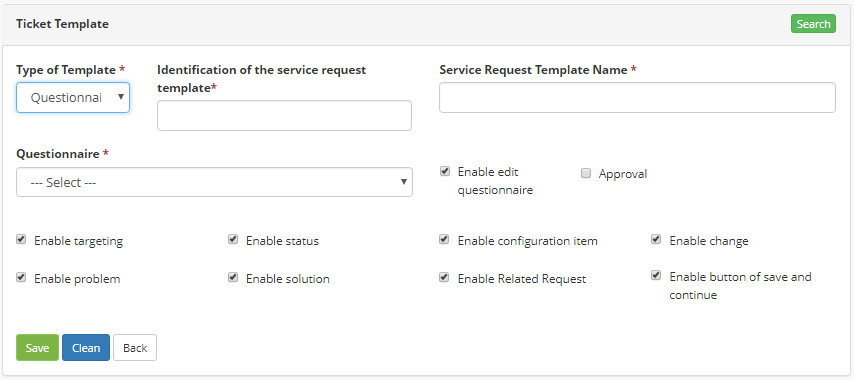 Ticket Template
Search
Type of Template *
Identification of the service request
template*
Service Request Template Name *
Questionnai
Questionnaire *
--- Select ---
Enable edit
questionnaire
Approval
Enable targeting
Enable status
Enable configuration item
Enable change
Enable problem
Enable solution
Enable Related Request
Enable button of save and
continue
Save
Clean
Back